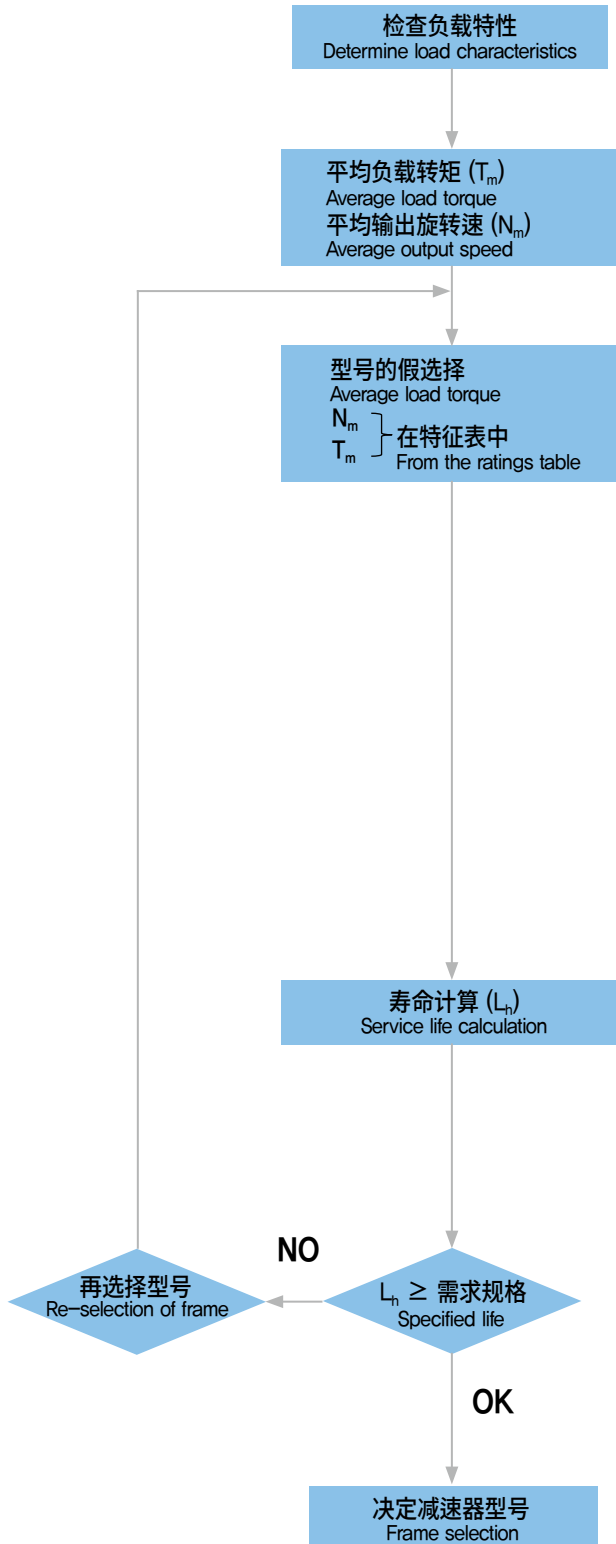 检查负载特性
Determine load characteristics
平均负载转矩 (Tₘ)
Average load torque
平均输出旋转速 (Nₘ)
Average output speed
型号的假选择
Average load torque
Nₘ
Tₘ
在特征表中
From the ratings table
寿命计算 (Lₕ)
Service life calculation
NO
再选择型号
Re-selection of frame
Lₕ ≥ 需求规格
Specified life
OK
决定减速器型号
Frame selection